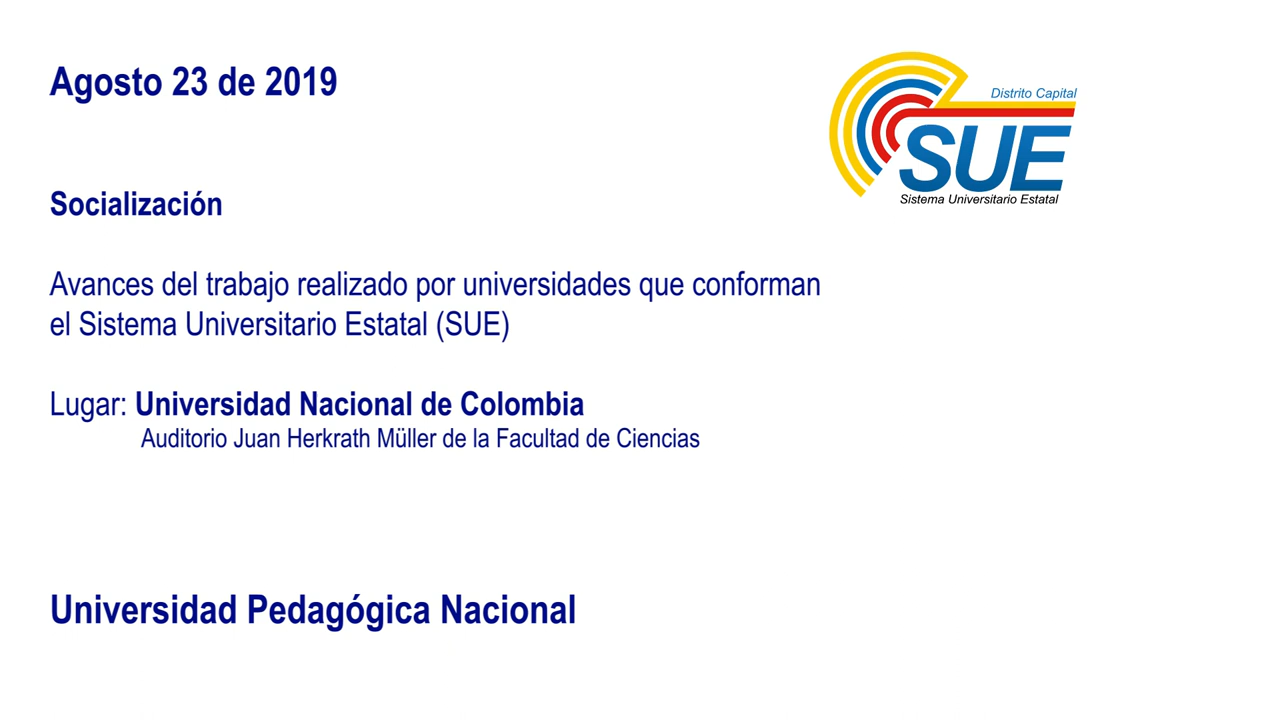 Agosto 23 de 2019
Distrito Capital
SUE
Sistema Universitario Estatal
Socialización
Avances del trabajo realizado por universidades que conforman
el Sistema Universitario Estatal (SUE)
Lugar: Universidad Nacional de Colombia
Auditorio Juan Herkrath Müller de la Facultad de Ciencias
Universidad Pedagógica Nacional